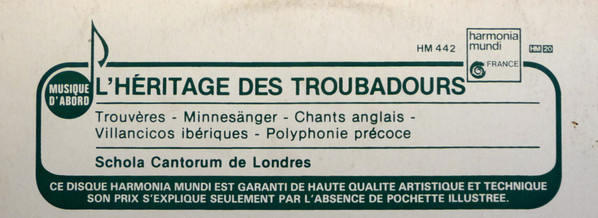 HM 442
harmonia
mundi
FRANCE
HM 20
MUSIQUE
D'ABORD
L'HÉRITAGE DES TROUBADOURS
Trouvères - Minnesänger - Chants anglais -
Villancicos ibériques - Polyphonie précoce
Schola Cantorum de Londres
CE DISQUE HARMONIA MUNDI EST GARANTI DE HAUTE QUALITE ARTISTIQUE ET TECHNIQUE
SON PRIX S'EXPLIQUE SEULEMENT PAR L'ABSENCE DE POCHETTE ILLUSTREE.